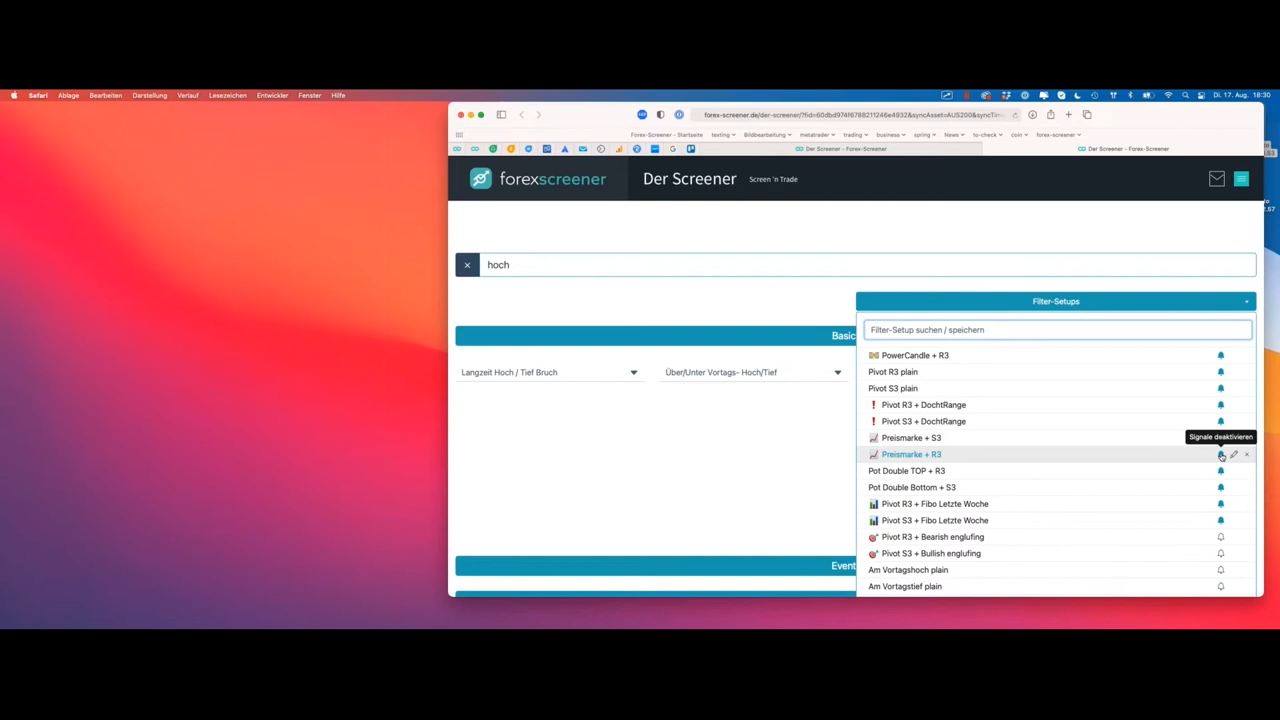 Safari Ablage Bearbeiten Darstellung Verlauf Lesezeichen Entwickler Fenster Hilfe
Di. 17. Aug. 18:30
forex-screener.de/der-screener/?fid=60dbd974f6788211246e4932&syncAsset=AUS200&syncTim
Forex-Screener - Startseite texting Bildbearbeitung metatrader trading business spring News to-check coin forex-screener
Der Screener – Forex-Screener
Der Screener - Forex-Screener
forexscreener
Der Screener
Screen 'n Trade
hoch
Filter-Setups
Filter-Setup suchen / speichern
Basic
Langzeit Hoch / Tief Bruch
Über/Unter Vortags- Hoch/Tief
PowerCandle + R3
Pivot R3 plain
Pivot S3 plain
Pivot R3 + DochtRange
Pivot S3 + DochtRange
Preismarke + S3
Signale deaktivieren
Preismarke + R3
Pot Double TOP + R3
Pot Double Bottom + S3
Pivot R3 + Fibo Letzte Woche
Pivot S3 + Fibo Letzte Woche
Pivot R3 + Bearish englufing
Pivot S3 + Bullish englufing
Event
Am Vortagshoch plain
Am Vortagstief plain